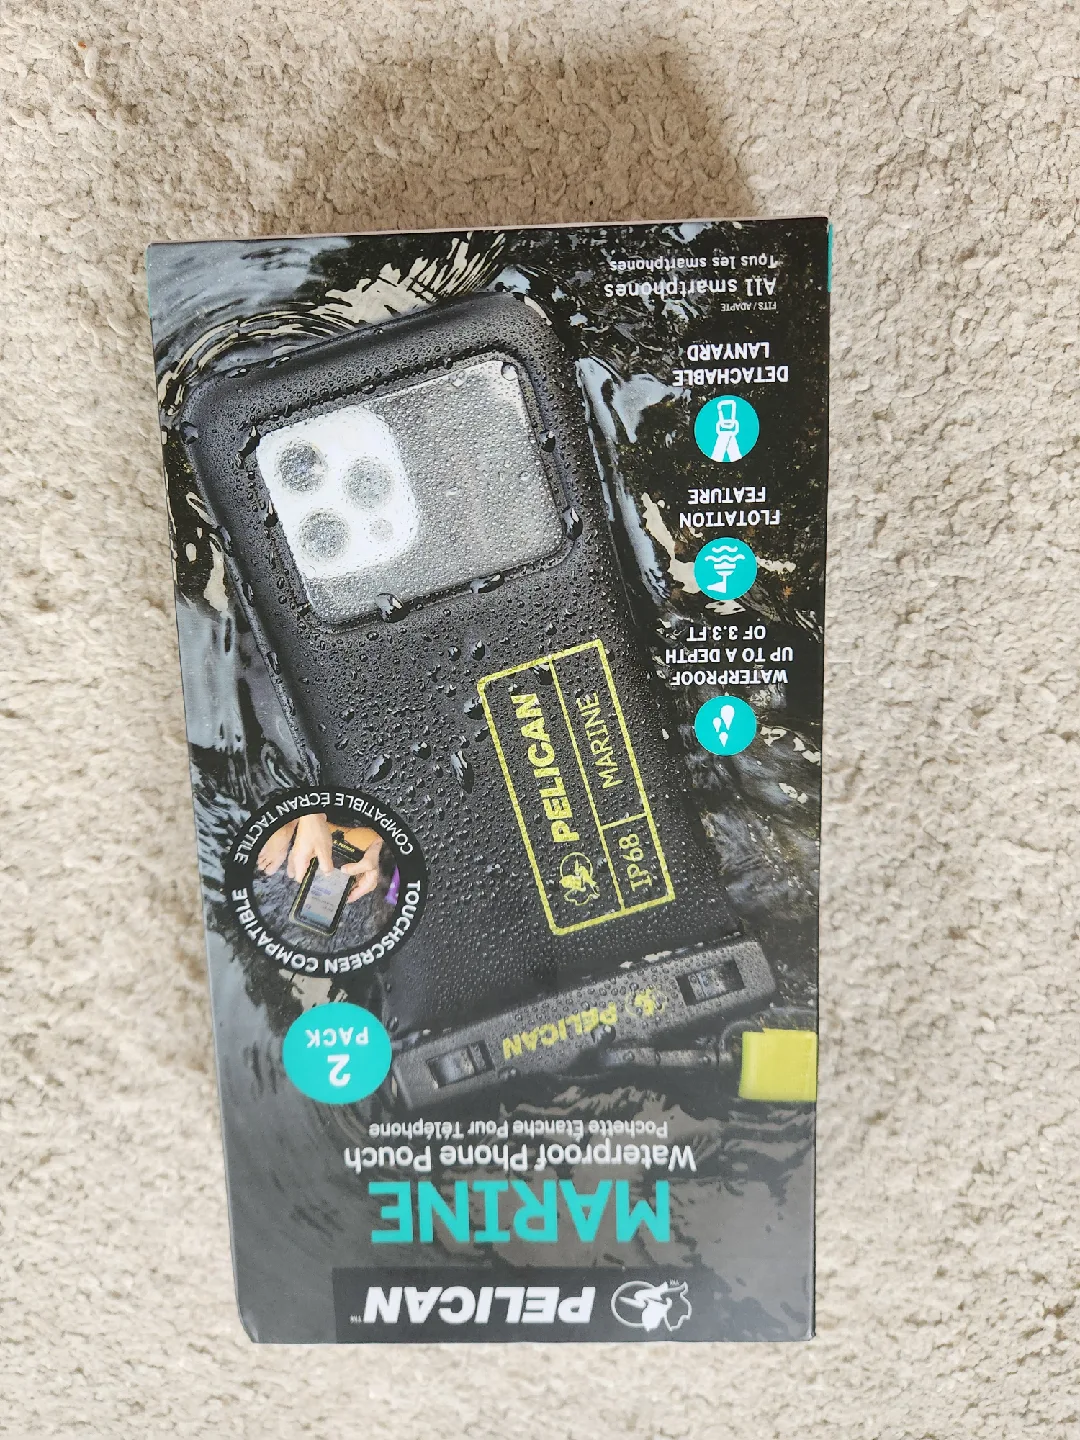 PELICAN™
MARINE
Waterproof Phone Pouch
Pochette Étanche Pour Téléphone
2
PACK
PELICAN
TOUCHSCREEN COMPATIBLE
COMPATIBLE ÉCRAN TACTILE
PELICAN
IP68 MARINE
WATERPROOF
UP TO A DEPTH
OF 3.3 FT
FLOTATION
FEATURE
DETACHABLE
LANYARD
FITS / ADAPTE
All smartphones
Tous les smartphones